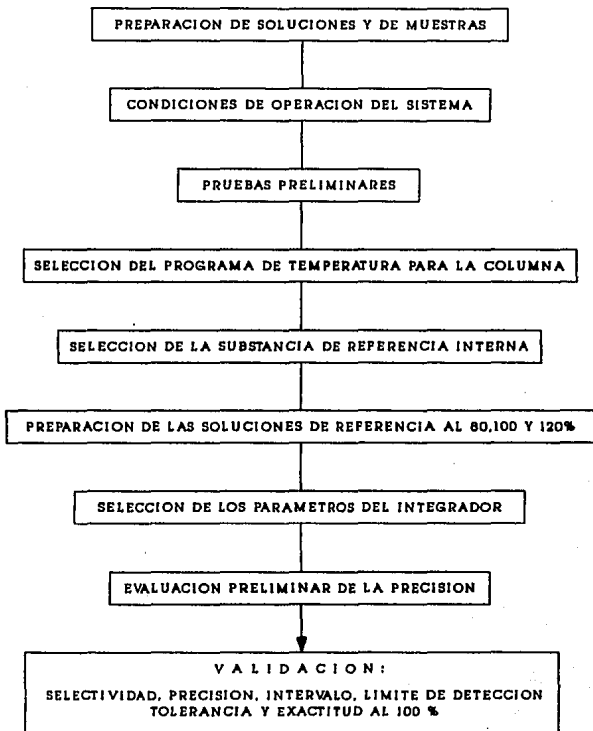 PREPARACION DE SOLUCIONES Y DE MUESTRAS
CONDICIONES DE OPERACION DEL SISTEMA
PRUEBAS PRELIMINARES
SELECCION DEL PROGRAMA DE TEMPERATURA PARA LA COLUMNA
SELECCION DE LA SUBSTANCIA DE REFERENCIA INTERNA
PREPARACION DE LAS SOLUCIONES DE REFERENCIA AL 80,100 Y 120%
SELECCION DE LOS PARAMETROS DEL INTEGRADOR
EVALUACION PRELIMINAR DE LA PRECISION
VALIDACION:
SELECTIVIDAD, PRECISION, INTERVALO, LIMITE DE DETECCION
TOLERANCIA Y EXACTITUD AL 100 %